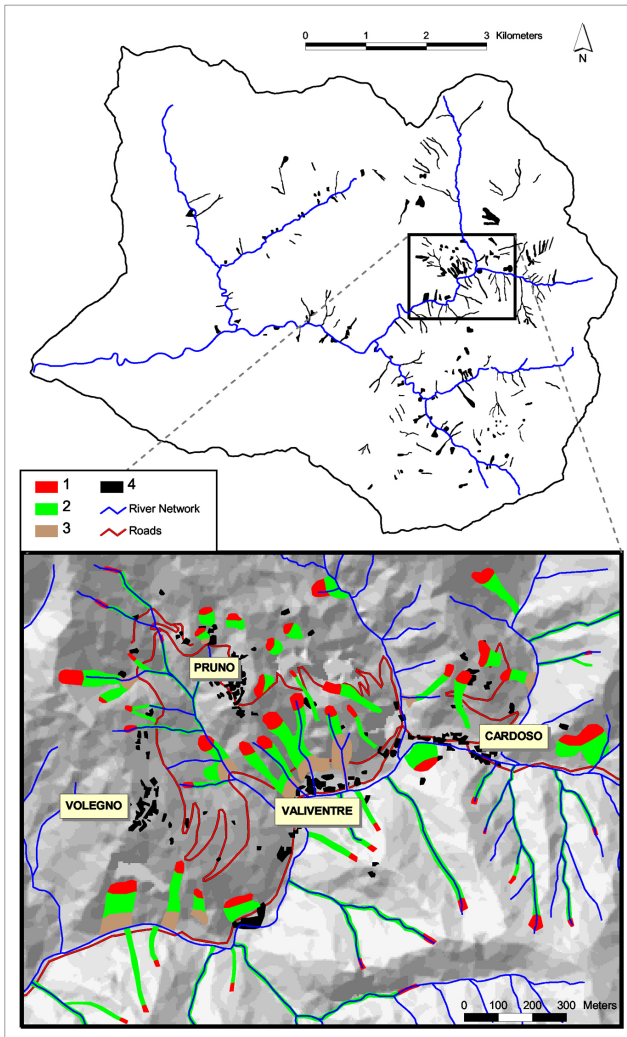 0 1 2 3 Kilometers
N
1 4
2 River Network
3 Roads
PRUNO
CARDOSO
VOLEGNO
VALIVENTRE
0 100 200 300 Meters